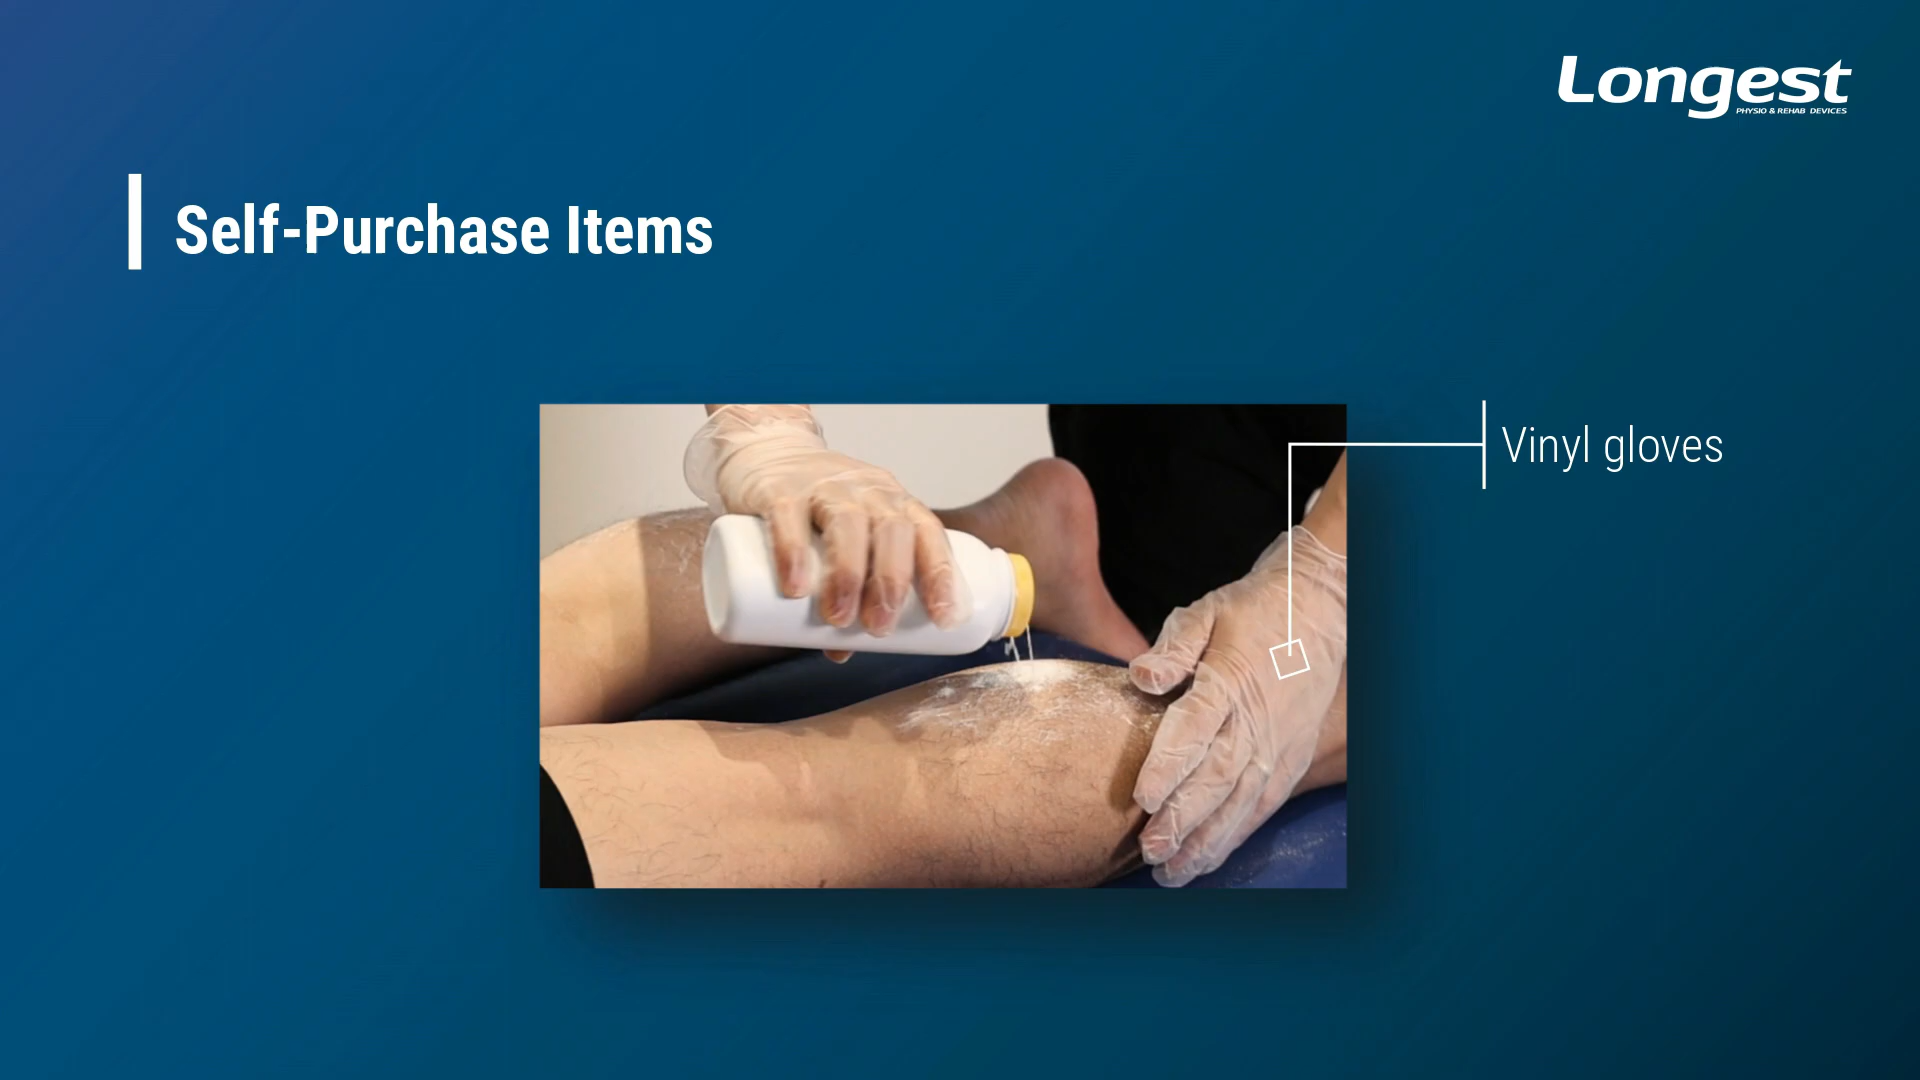 Longest
PHYSIO & REHAB DEVICES
Self-Purchase Items
Vinyl gloves